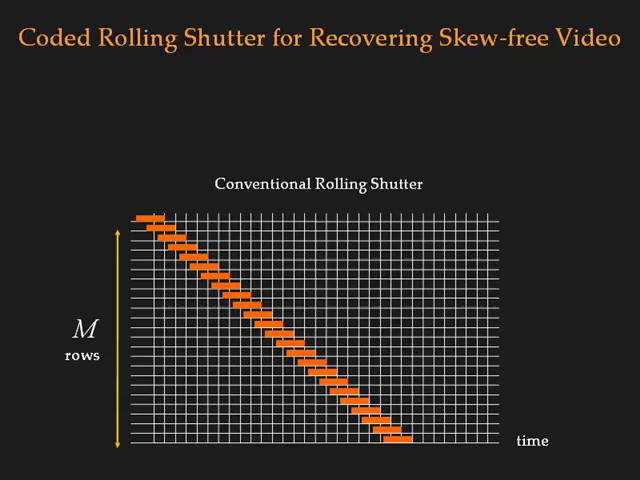 Coded Rolling Shutter for Recovering Skew-free Video
Conventional Rolling Shutter
M
rows
time